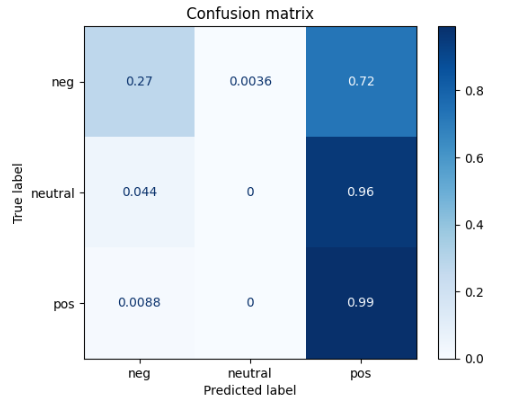 Confusion matrix
neg 0.27 0.0036 0.72
neutral 0.044 0 0.96
pos 0.0088 0 0.99
neg neutral pos
Predicted label
True label
0.8
0.6
0.4
0.2
0.0